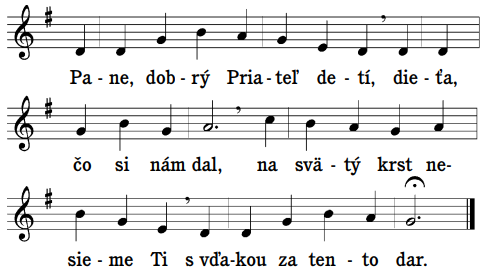 Pa - ne, dob - rý Pria - teľ de - tí, die - ťa,
čo si nám dal, na svä - tý krst ne-
sie - me Ti s vďa - kou za ten - to dar.